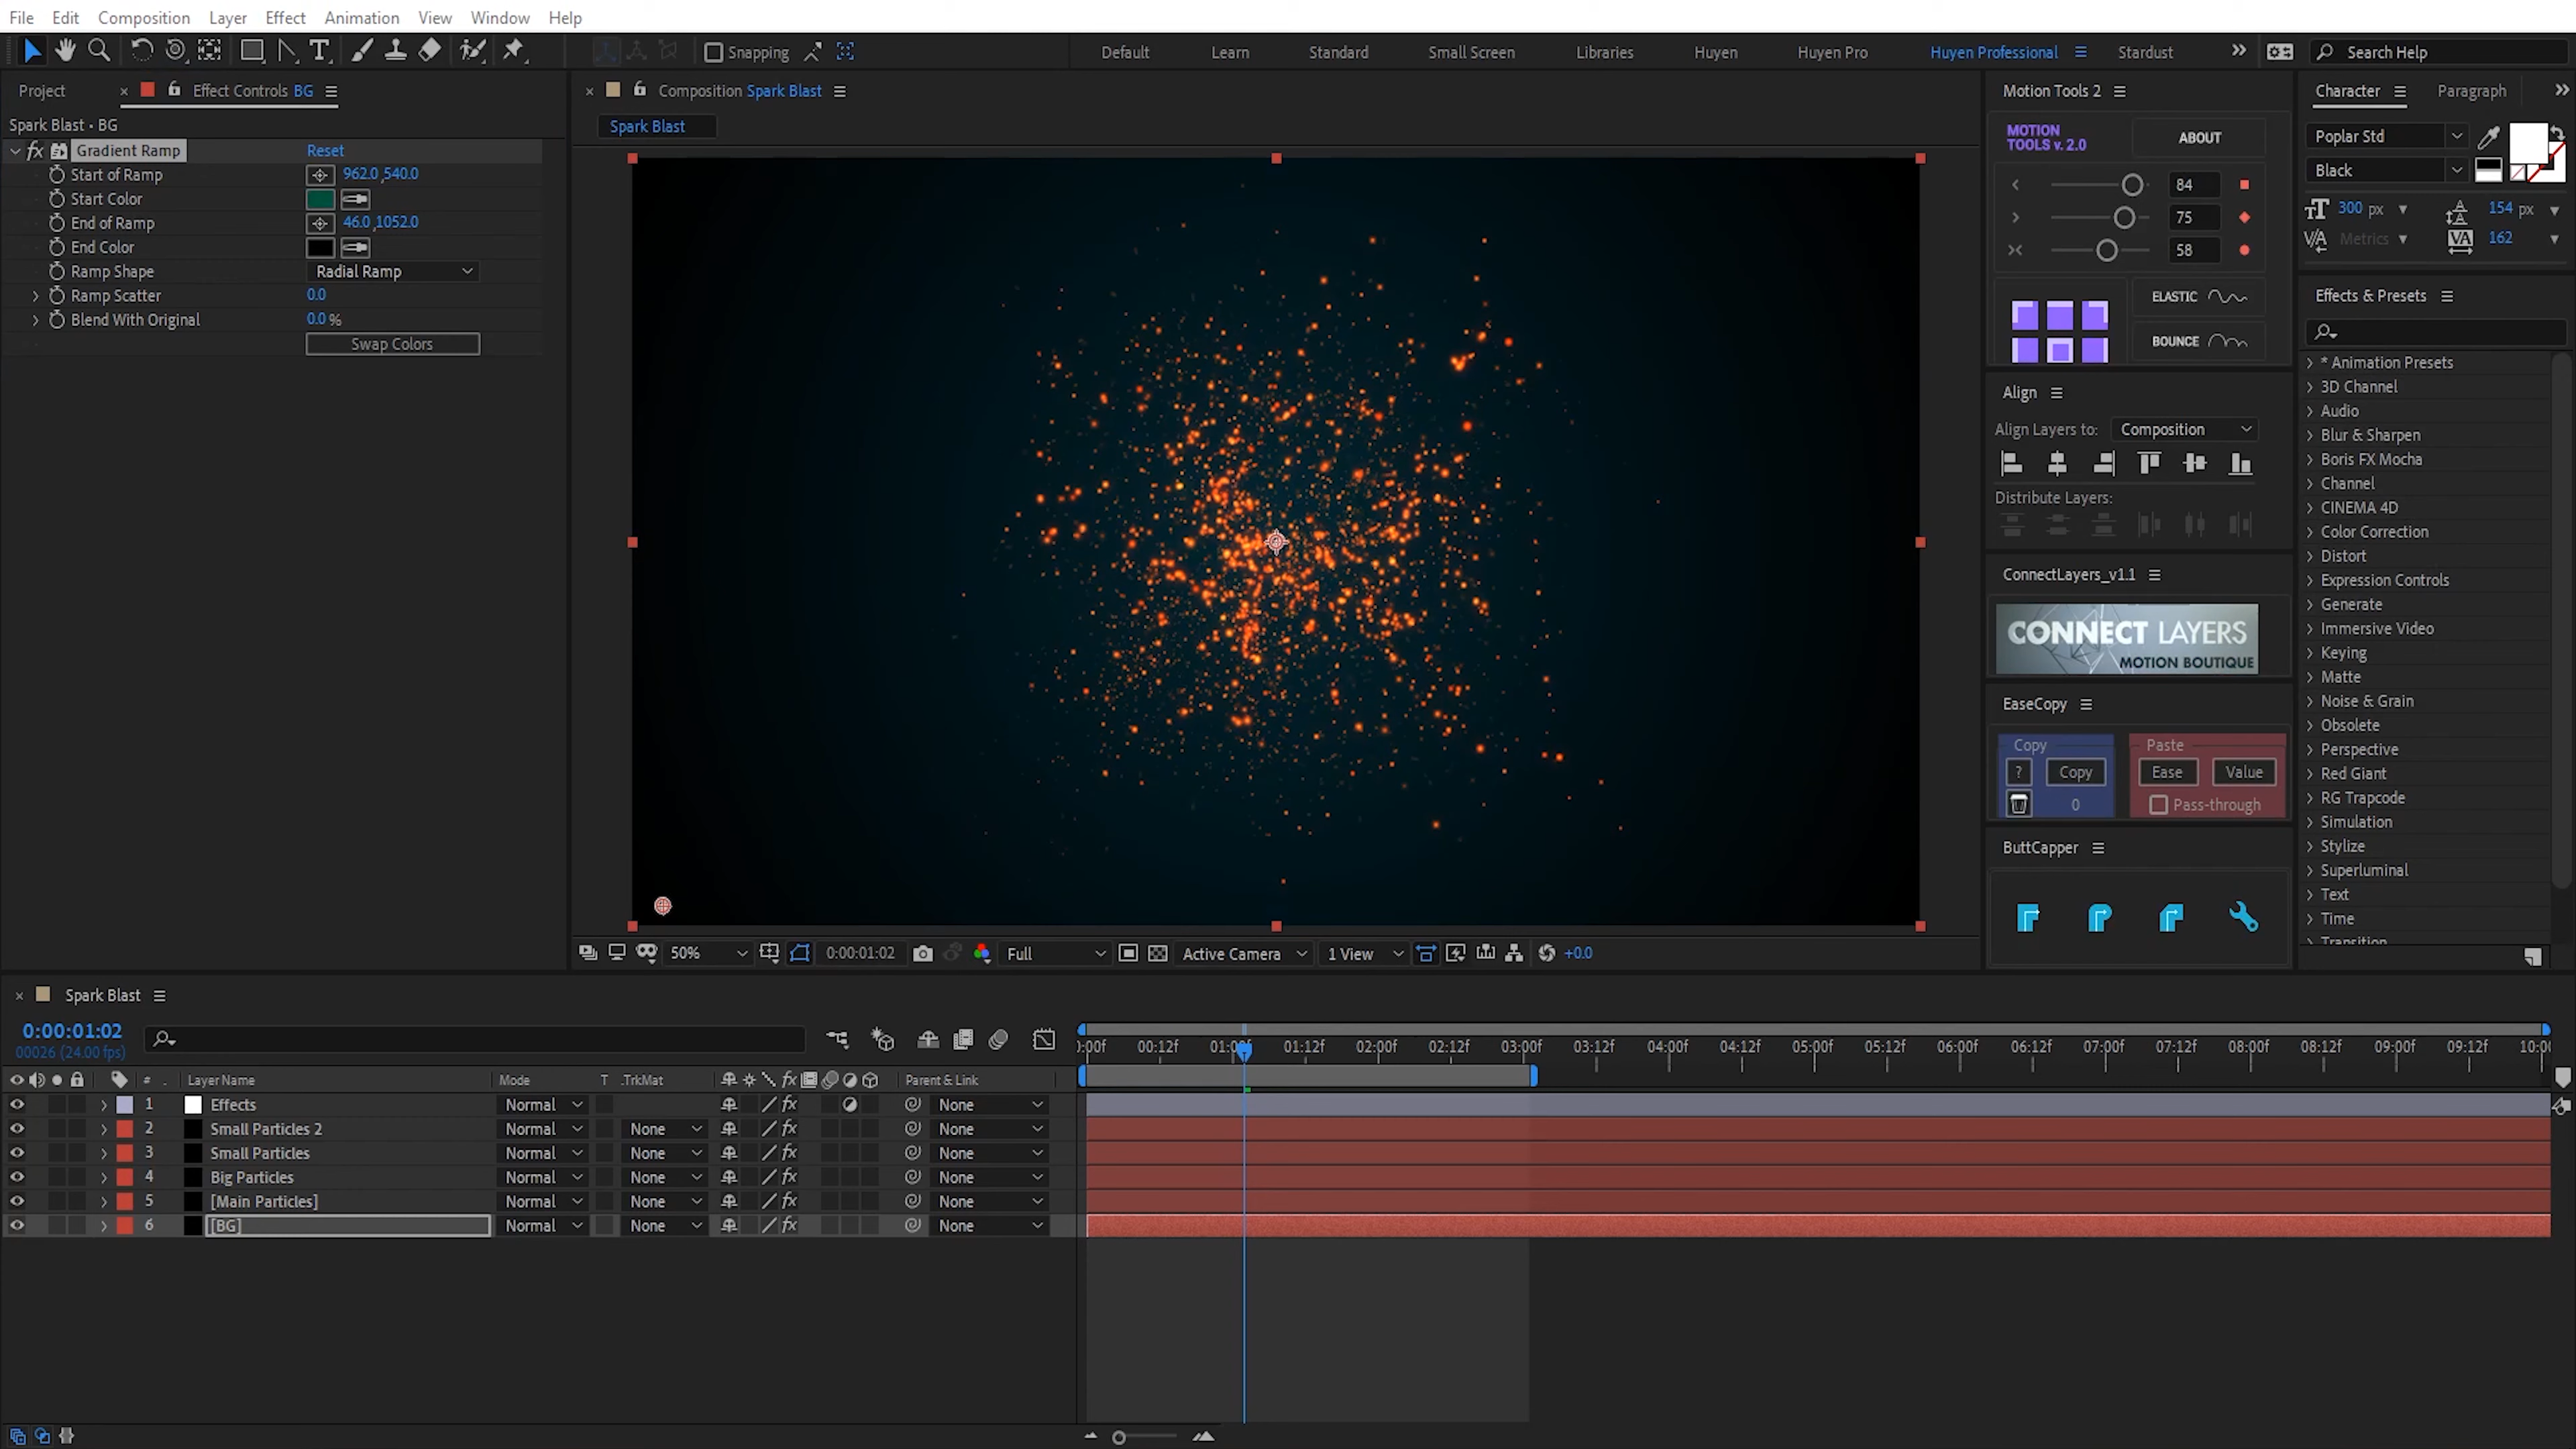 File Edit Composition Layer Effect Animation View Window Help
Snapping Default Learn Standard Small Screen Libraries Huyen Huyen Pro Huyen Professional Stardust Search Help
Project Effect Controls BG
Spark Blast • BG
fx Gradient Ramp Reset
Start of Ramp 962.0,540.0
Start Color
End of Ramp 46.0,1052.0
End Color
Ramp Shape Radial Ramp
Ramp Scatter 0.0
Blend With Original 0.0 %
Swap Colors
Composition Spark Blast
Spark Blast
50% 0:00:01:02 Full Active Camera 1 View +0.0
Motion Tools 2
MOTION
TOOLS v. 2.0
ABOUT
84
75
58
ELASTIC
BOUNCE
Align
Align Layers to: Composition
Distribute Layers:
ConnectLayers_v1.1
CONNECT LAYERS
MOTION BOUTIQUE
EaseCopy
Copy Paste
? Copy Ease Value
0 Pass-through
ButtCapper
Character Paragraph
Poplar Std
Black
300 px 154 px
Metrics 162
Effects & Presets
* Animation Presets
3D Channel
Audio
Blur & Sharpen
Boris FX Mocha
Channel
CINEMA 4D
Color Correction
Distort
Expression Controls
Generate
Immersive Video
Keying
Matte
Noise & Grain
Obsolete
Perspective
Red Giant
RG Trapcode
Simulation
Stylize
Superluminal
Text
Time
Transition
Spark Blast
0:00:01:02
00026 (24.00 fps)
0:00f 00:12f 01:00f 01:12f 02:00f 02:12f 03:00f 03:12f 04:00f 04:12f 05:00f 05:12f 06:00f 06:12f 07:00f 07:12f 08:00f 08:12f 09:00f 09:12f 10:00
# Layer Name Mode T .TrkMat fx Parent & Link
1 Effects Normal fx None
2 Small Particles 2 Normal None fx None
3 Small Particles Normal None fx None
4 Big Particles Normal None fx None
5 [Main Particles] Normal None fx None
6 [BG] Normal None fx None